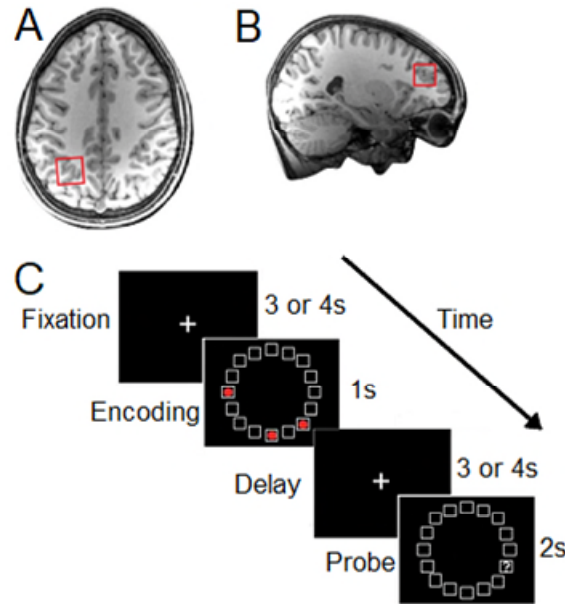 A
B
C
Fixation
3 or 4s
Time
Encoding
1s
Delay
3 or 4s
Probe
?
2s